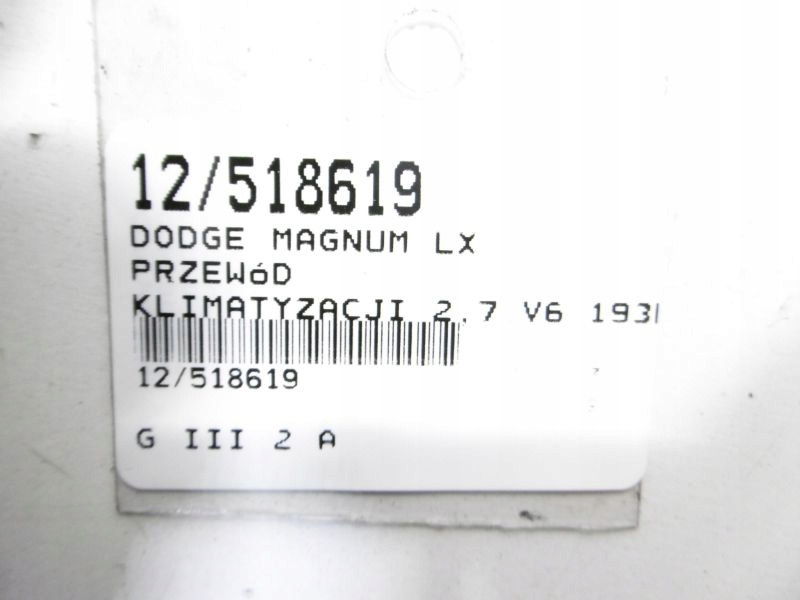 12/518619
DODGE MAGNUM LX
PRZEWóD
KLIMATYZACJI 2.7 V6
12/518619
G III 2 A